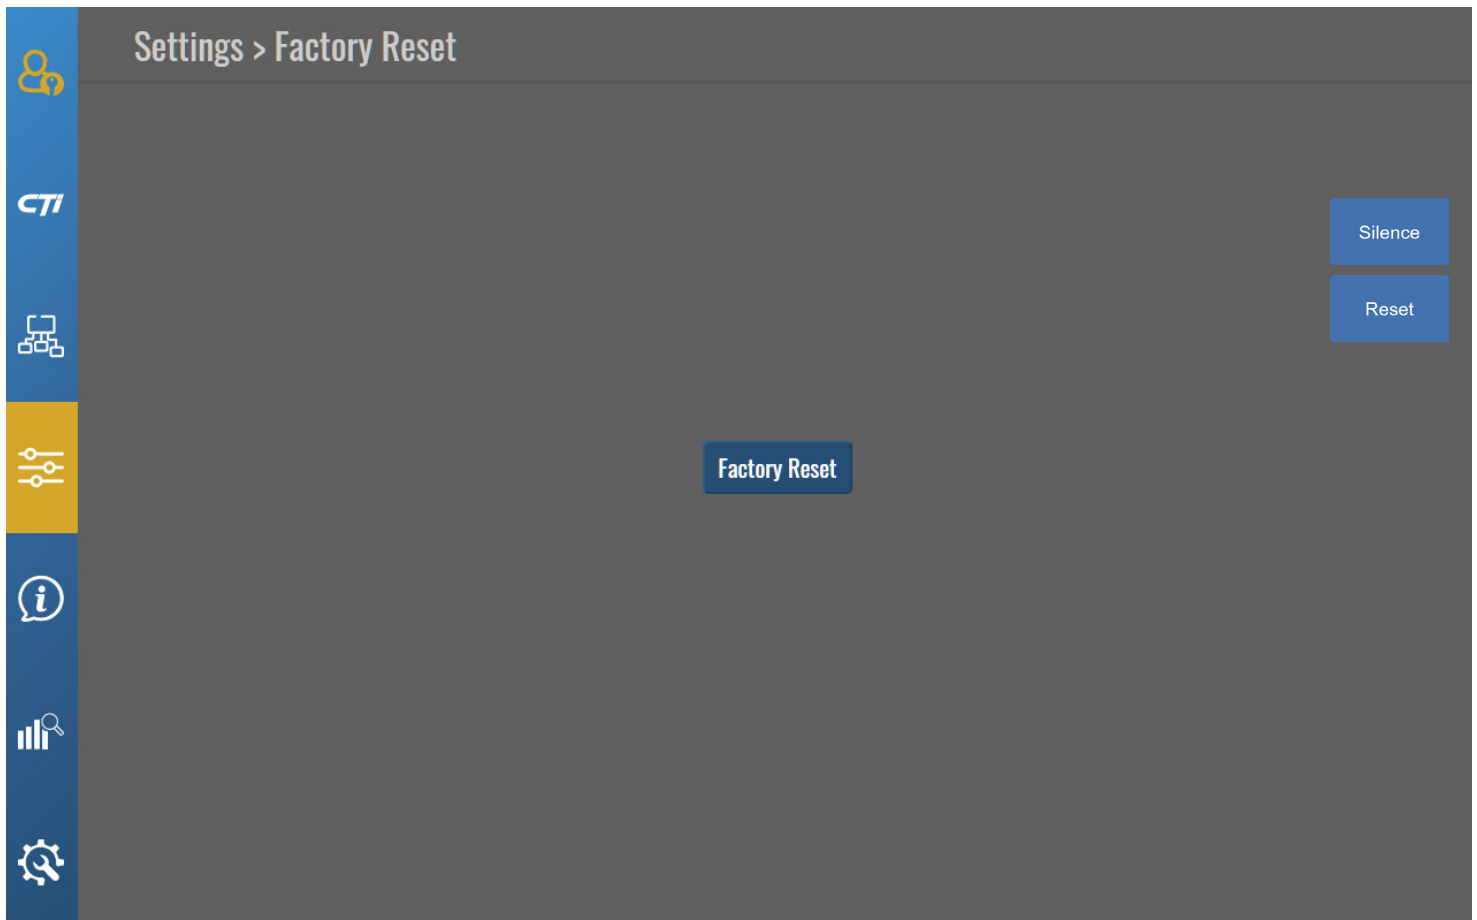 Settings > Factory Reset
CTi
Silence
Reset
Factory Reset
i